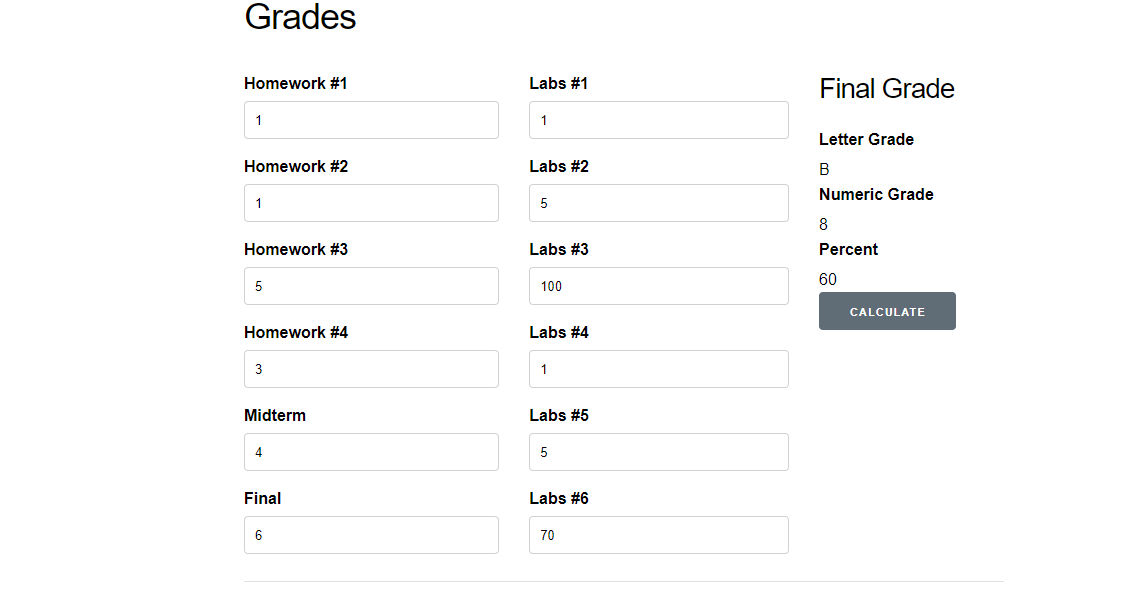 Grades
Homework #1
1
Homework #2
1
Homework #3
5
Homework #4
3
Midterm
4
Final
6
Labs #1
1
Labs #2
5
Labs #3
100
Labs #4
1
Labs #5
5
Labs #6
70
Final Grade
Letter Grade
B
Numeric Grade
8
Percent
60
CALCULATE